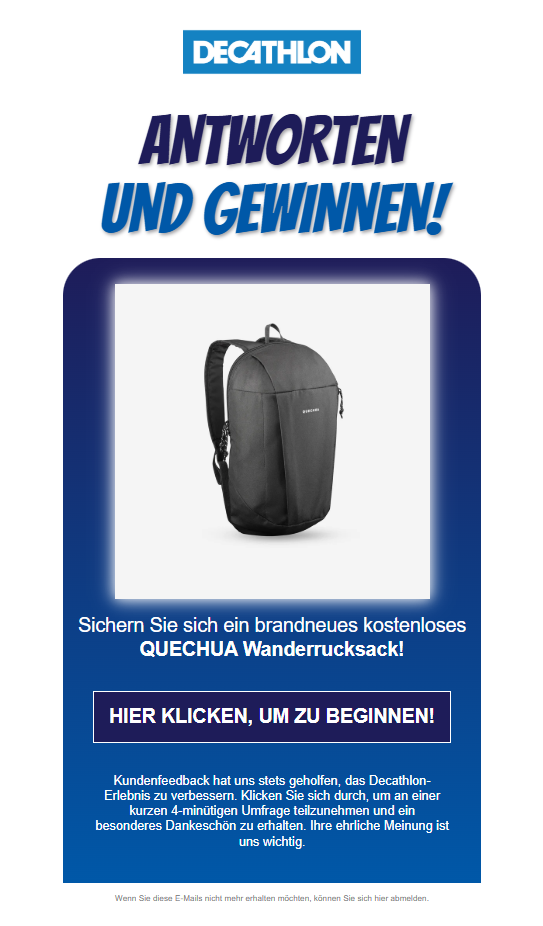 DECATHLON
ANTWORTEN
UND GEWINNEN!
QUECHUA
Sichern Sie sich ein brandneues kostenloses
QUECHUA Wanderrucksack!
HIER KLICKEN, UM ZU BEGINNEN!
Kundenfeedback hat uns stets geholfen, das Decathlon-
Erlebnis zu verbessern. Klicken Sie sich durch, um an einer
kurzen 4-minütigen Umfrage teilzunehmen und ein
besonderes Dankeschön zu erhalten. Ihre ehrliche Meinung ist
uns wichtig.
Wenn Sie diese E-Mails nicht mehr erhalten möchten, können Sie sich hier abmelden.